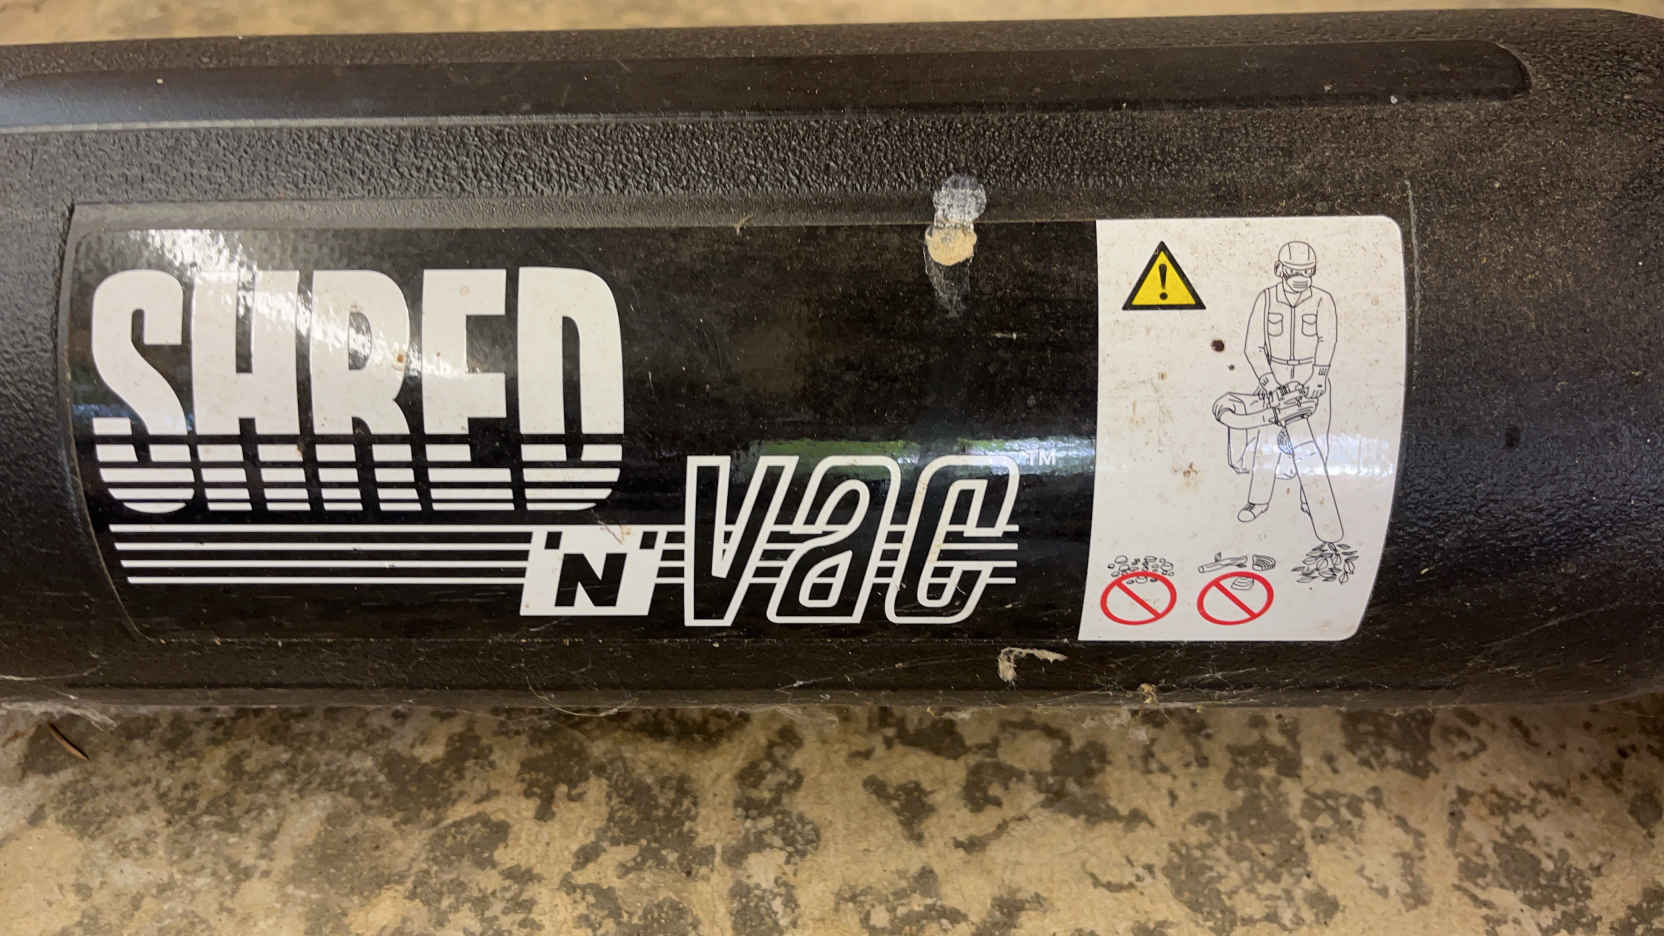 SHRED
'N'
vac™